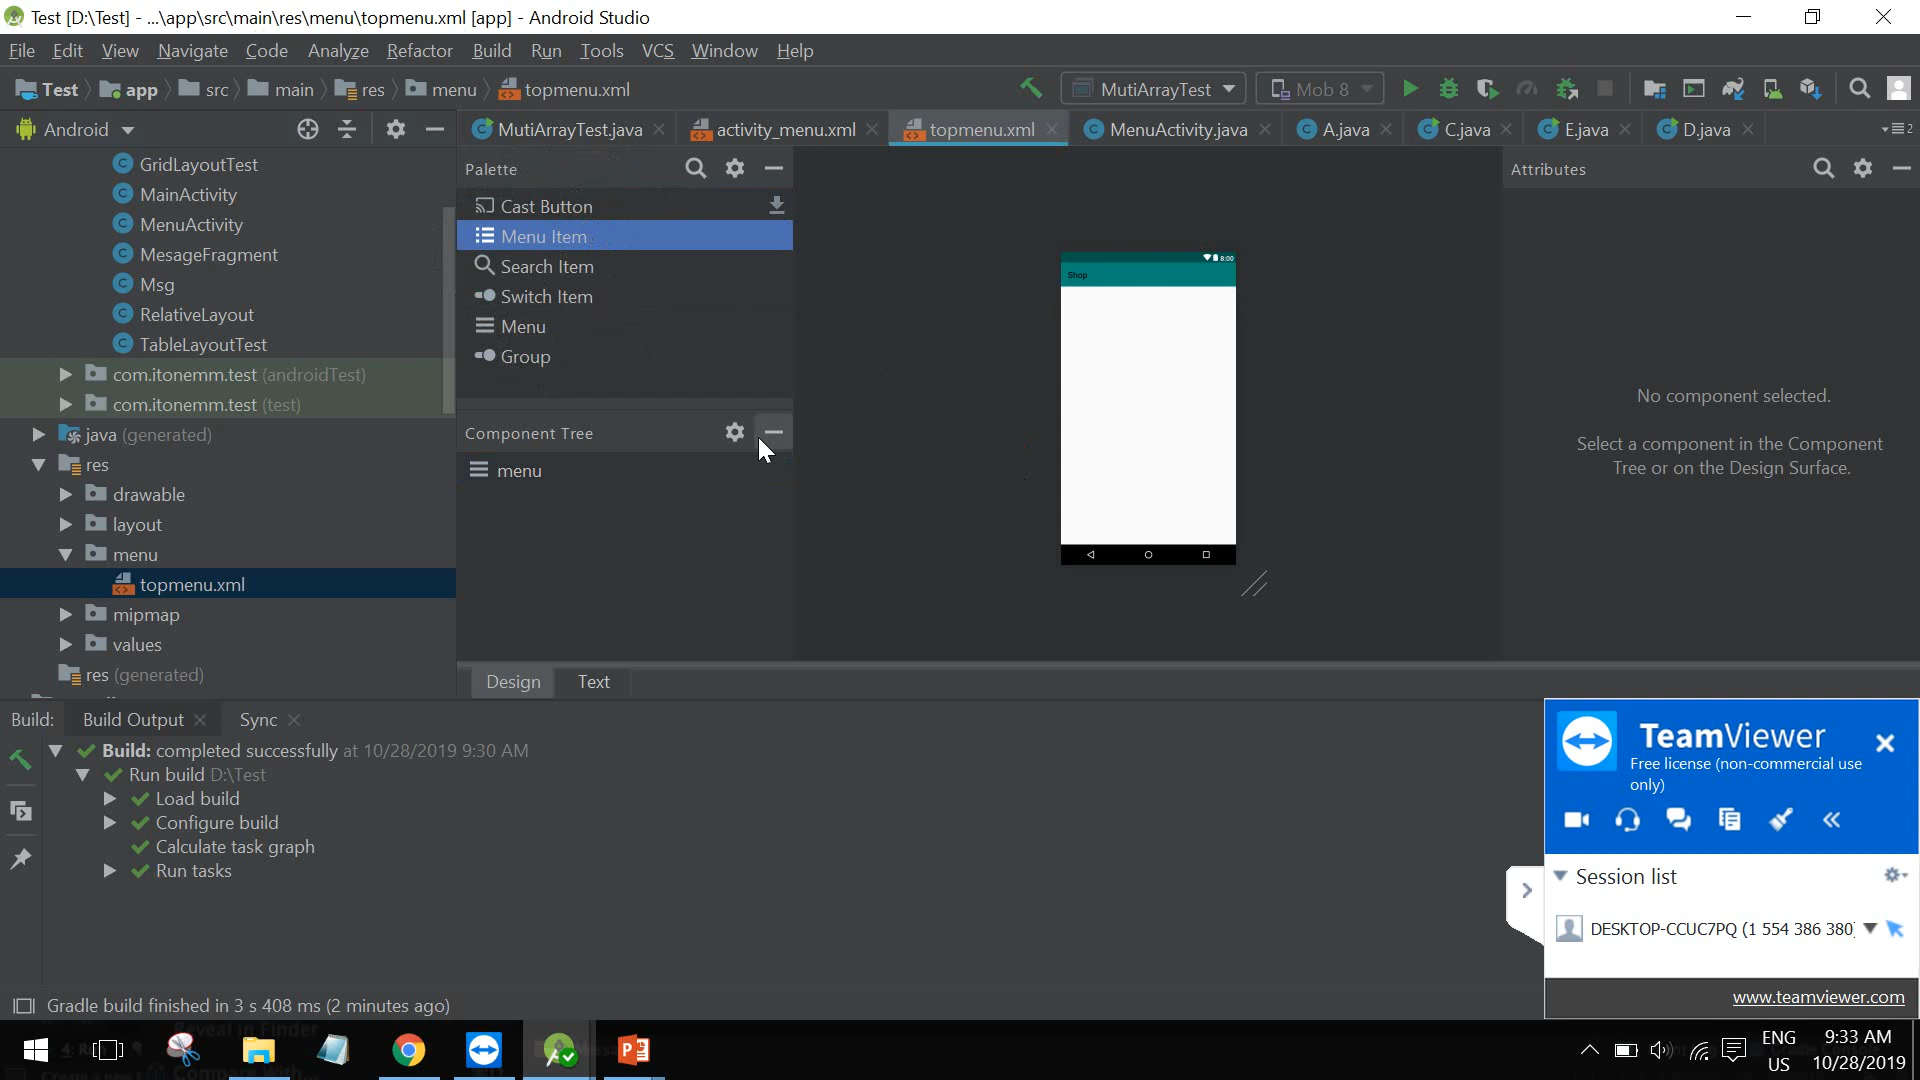 Test [D:\Test] - ...\app\src\main\res\menu\topmenu.xml [app] - Android Studio
File Edit View Navigate Code Analyze Refactor Build Run Tools VCS Window Help
Test app src main res menu topmenu.xml MutiArrayTest Mob 8
Android MutiArrayTest.java activity_menu.xml topmenu.xml MenuActivity.java A.java C.java E.java D.java 2
GridLayoutTest
MainActivity
MenuActivity
MesageFragment
Msg
RelativeLayout
TableLayoutTest
com.itonemm.test (androidTest)
com.itonemm.test (test)
java (generated)
res
drawable
layout
menu
topmenu.xml
mipmap
values
res (generated)
Palette
Cast Button
Menu Item
Search Item
Switch Item
Menu
Group
Component Tree
menu
8:00
Shop
Attributes
No component selected.
Select a component in the Component
Tree or on the Design Surface.
Design Text
Build: Build Output Sync
Build: completed successfully at 10/28/2019 9:30 AM
Run build D:\Test
Load build
Configure build
Calculate task graph
Run tasks
TeamViewer
Free license (non-commercial use
only)
Session list
DESKTOP-CCUC7PQ (1 554 386 380)
www.teamviewer.com
Gradle build finished in 3 s 408 ms (2 minutes ago)
ENG
US
9:33 AM
10/28/2019